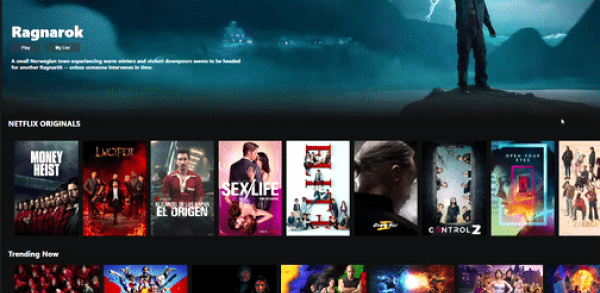 Ragnarok
Play
My List
A small Norwegian town experiencing warm winters and violent downpours seems to be headed
for another Ragnarök -- unless someone intervenes in time.
NETFLIX ORIGINALS
MONEY
HEIST
LUCIFER
EL ORIGEN
SEX/LIFE
ELITE
OPEN YOUR
EYES
CONTROL Z
Trending Now